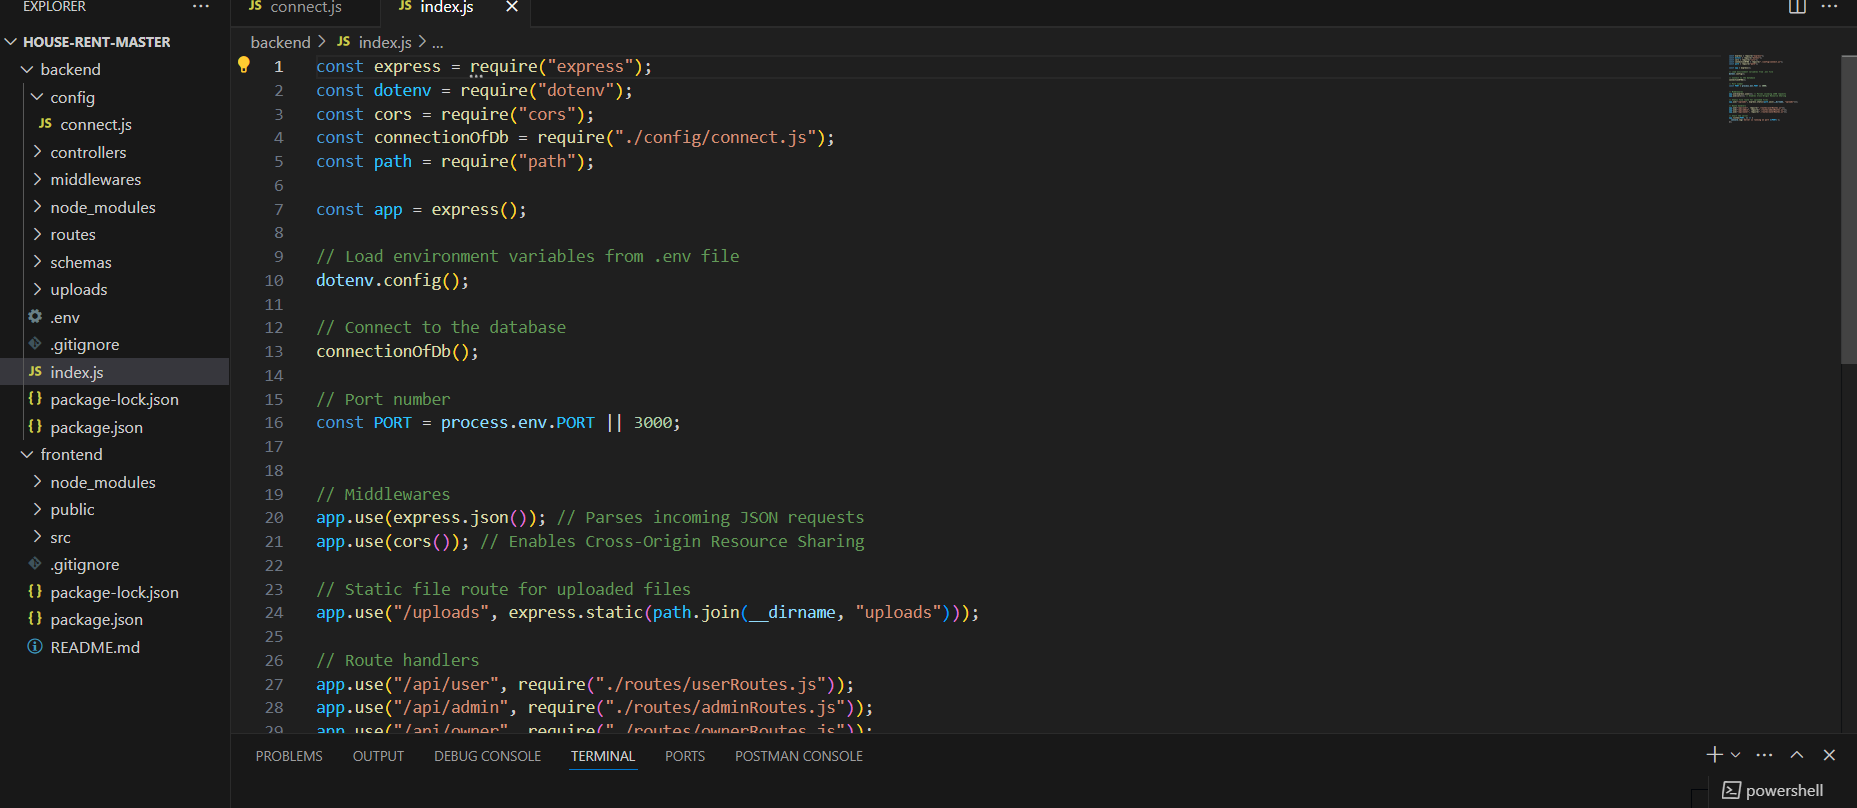 EXPLORER
···
HOUSE-RENT-MASTER
backend
config
JS connect.js
controllers
middlewares
node_modules
routes
schemas
uploads
.env
.gitignore
JS index.js
{} package-lock.json
{} package.json
frontend
node_modules
public
src
.gitignore
{} package-lock.json
{} package.json
README.md
JS connect.js
JS index.js
backend > JS index.js > ...
1 const express = require("express");
2 const dotenv = require("dotenv");
3 const cors = require("cors");
4 const connectionOfDb = require("./config/connect.js");
5 const path = require("path");
6
7 const app = express();
8
9 // Load environment variables from .env file
10 dotenv.config();
11
12 // Connect to the database
13 connectionOfDb();
14
15 // Port number
16 const PORT = process.env.PORT || 3000;
17
18
19 // Middlewares
20 app.use(express.json()); // Parses incoming JSON requests
21 app.use(cors()); // Enables Cross-Origin Resource Sharing
22
23 // Static file route for uploaded files
24 app.use("/uploads", express.static(path.join(__dirname, "uploads")));
25
26 // Route handlers
27 app.use("/api/user", require("./routes/userRoutes.js"));
28 app.use("/api/admin", require("./routes/adminRoutes.js"));
29 app.use("/api/owner", require("./routes/ownerRoutes.js"));
PROBLEMS OUTPUT DEBUG CONSOLE TERMINAL PORTS POSTMAN CONSOLE
powershell